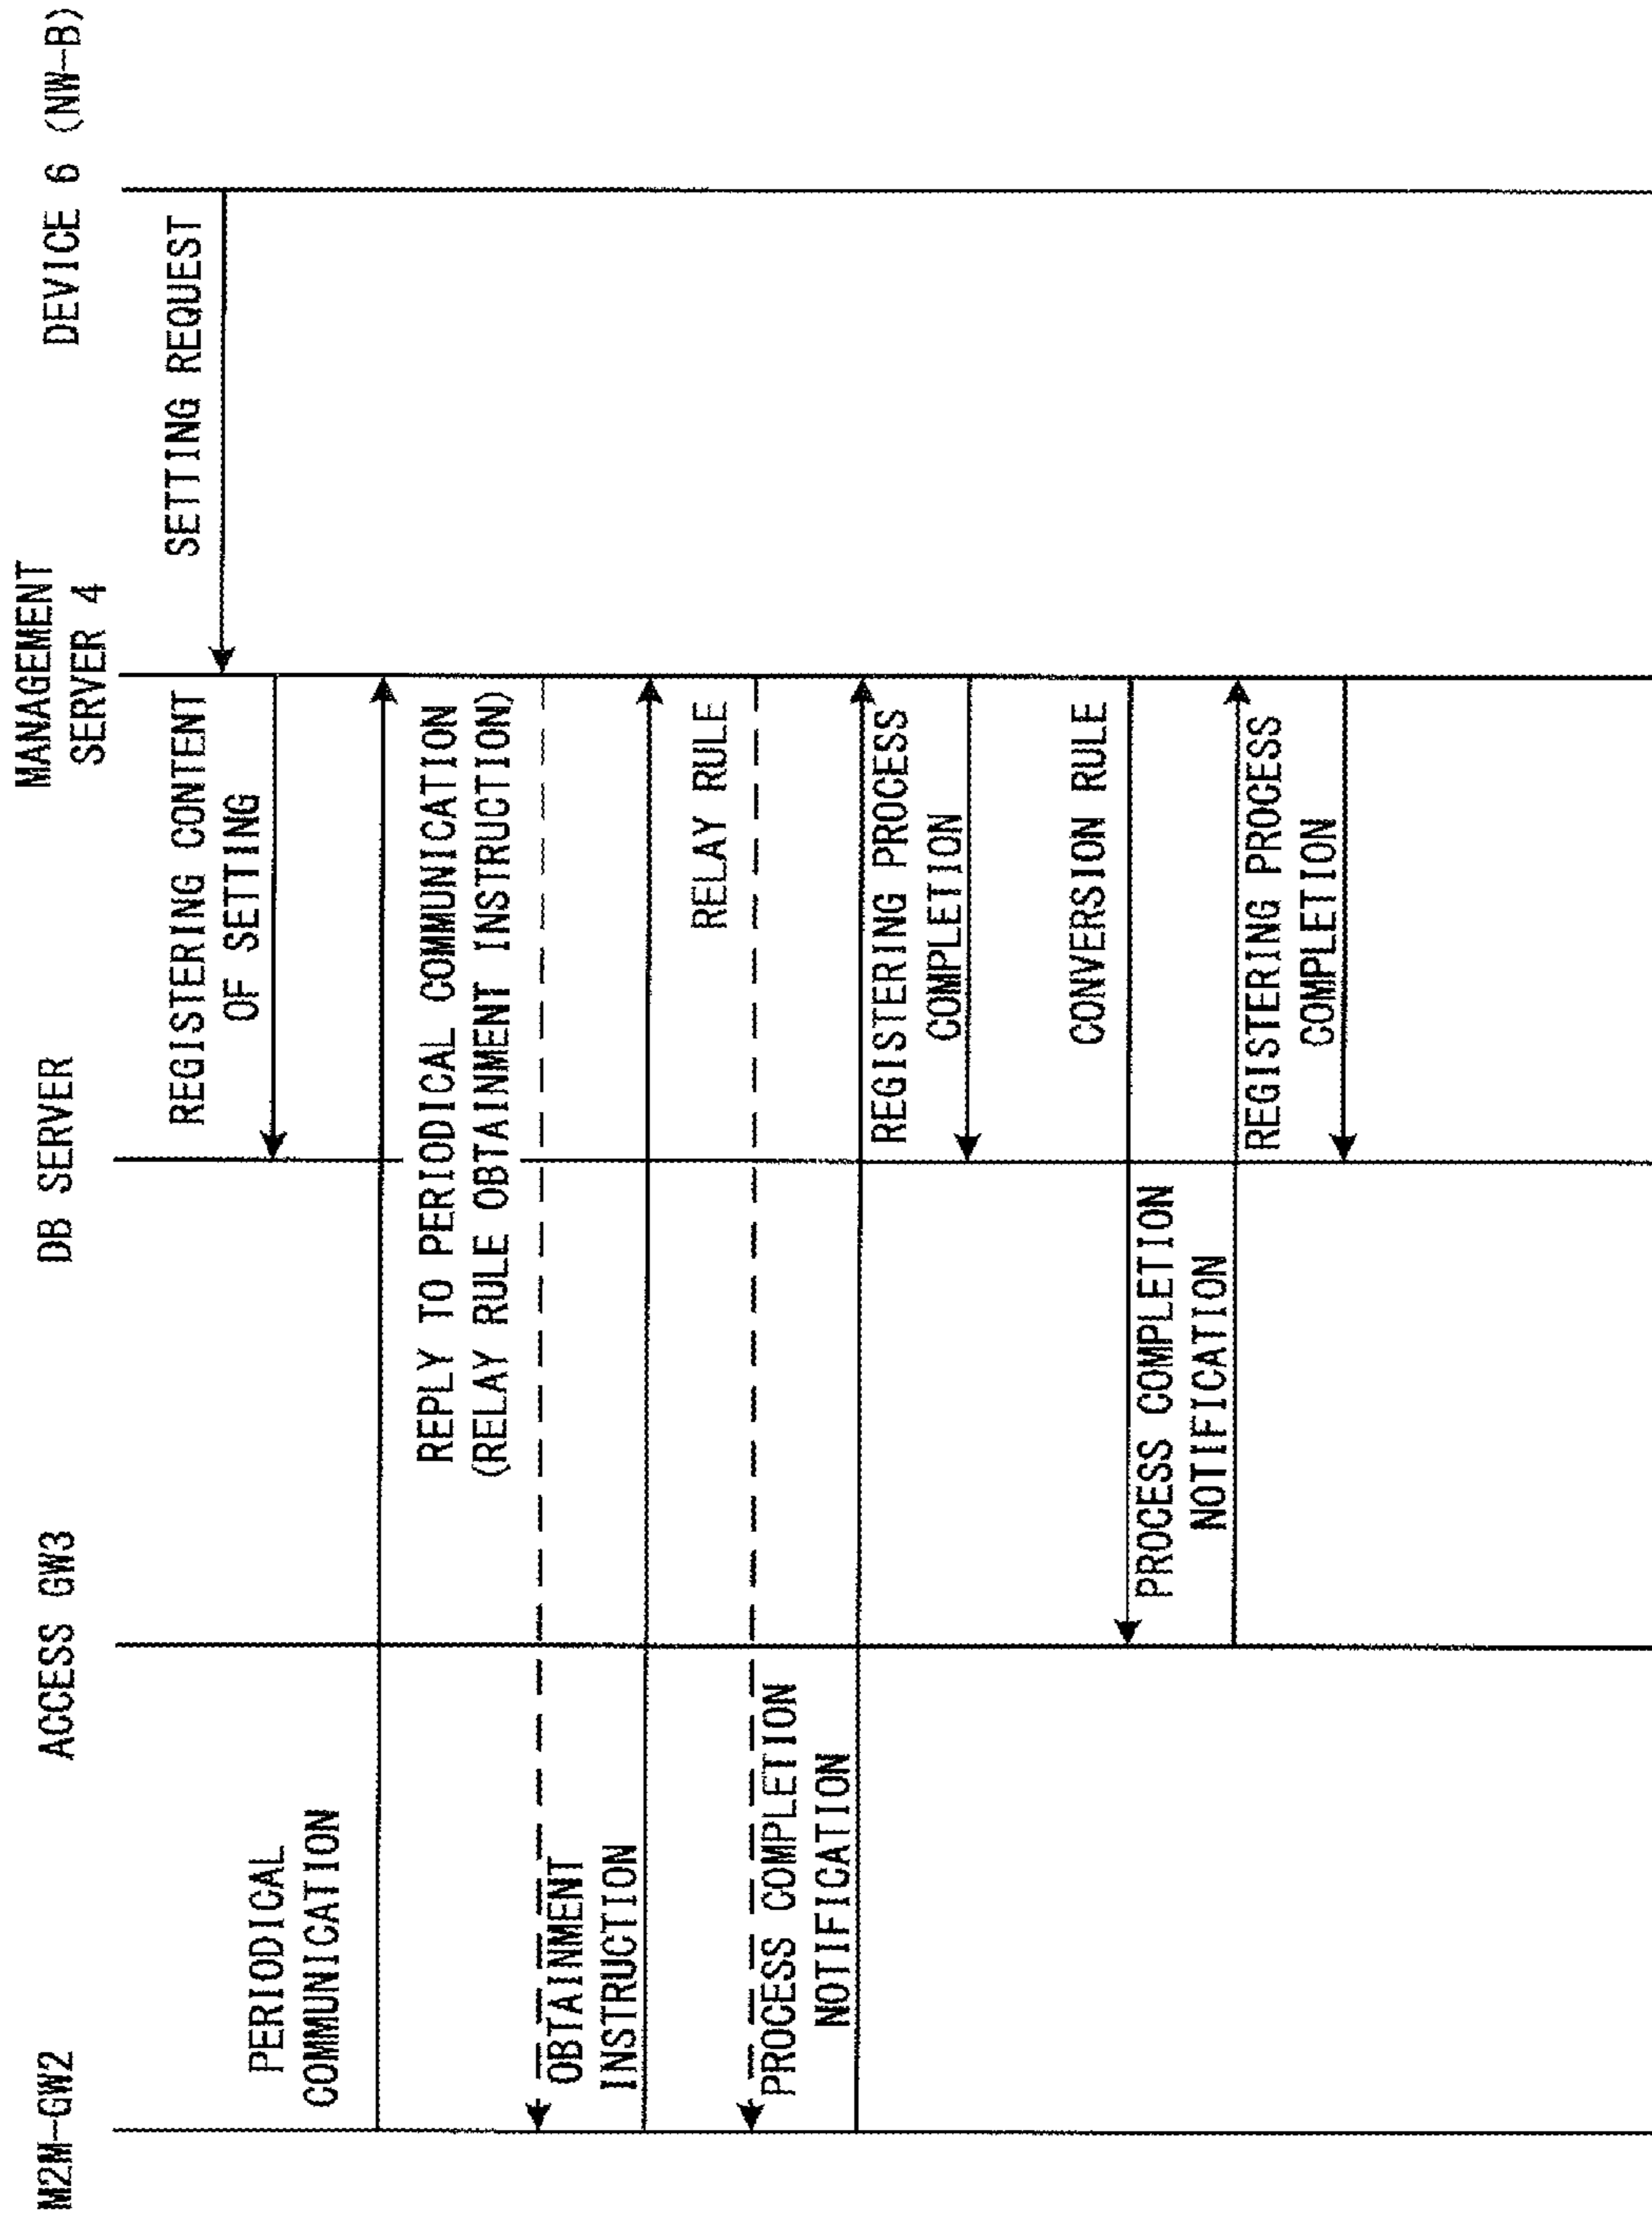 M2M-GW2
ACCESS GW3
DB SERVER
MANAGEMENT
SERVER 4
DEVICE 6 (NW-B)
SETTING REQUEST
REGISTERING CONTENT
OF SETTING
PERIODICAL
COMMUNICATION
REPLY TO PERIODICAL COMMUNICATION
(RELAY RULE OBTAINMENT INSTRUCTION)
OBTAINMENT
INSTRUCTION
RELAY RULE
PROCESS COMPLETION
NOTIFICATION
REGISTERING PROCESS
COMPLETION
CONVERSION RULE
PROCESS COMPLETION
NOTIFICATION
REGISTERING PROCESS
COMPLETION